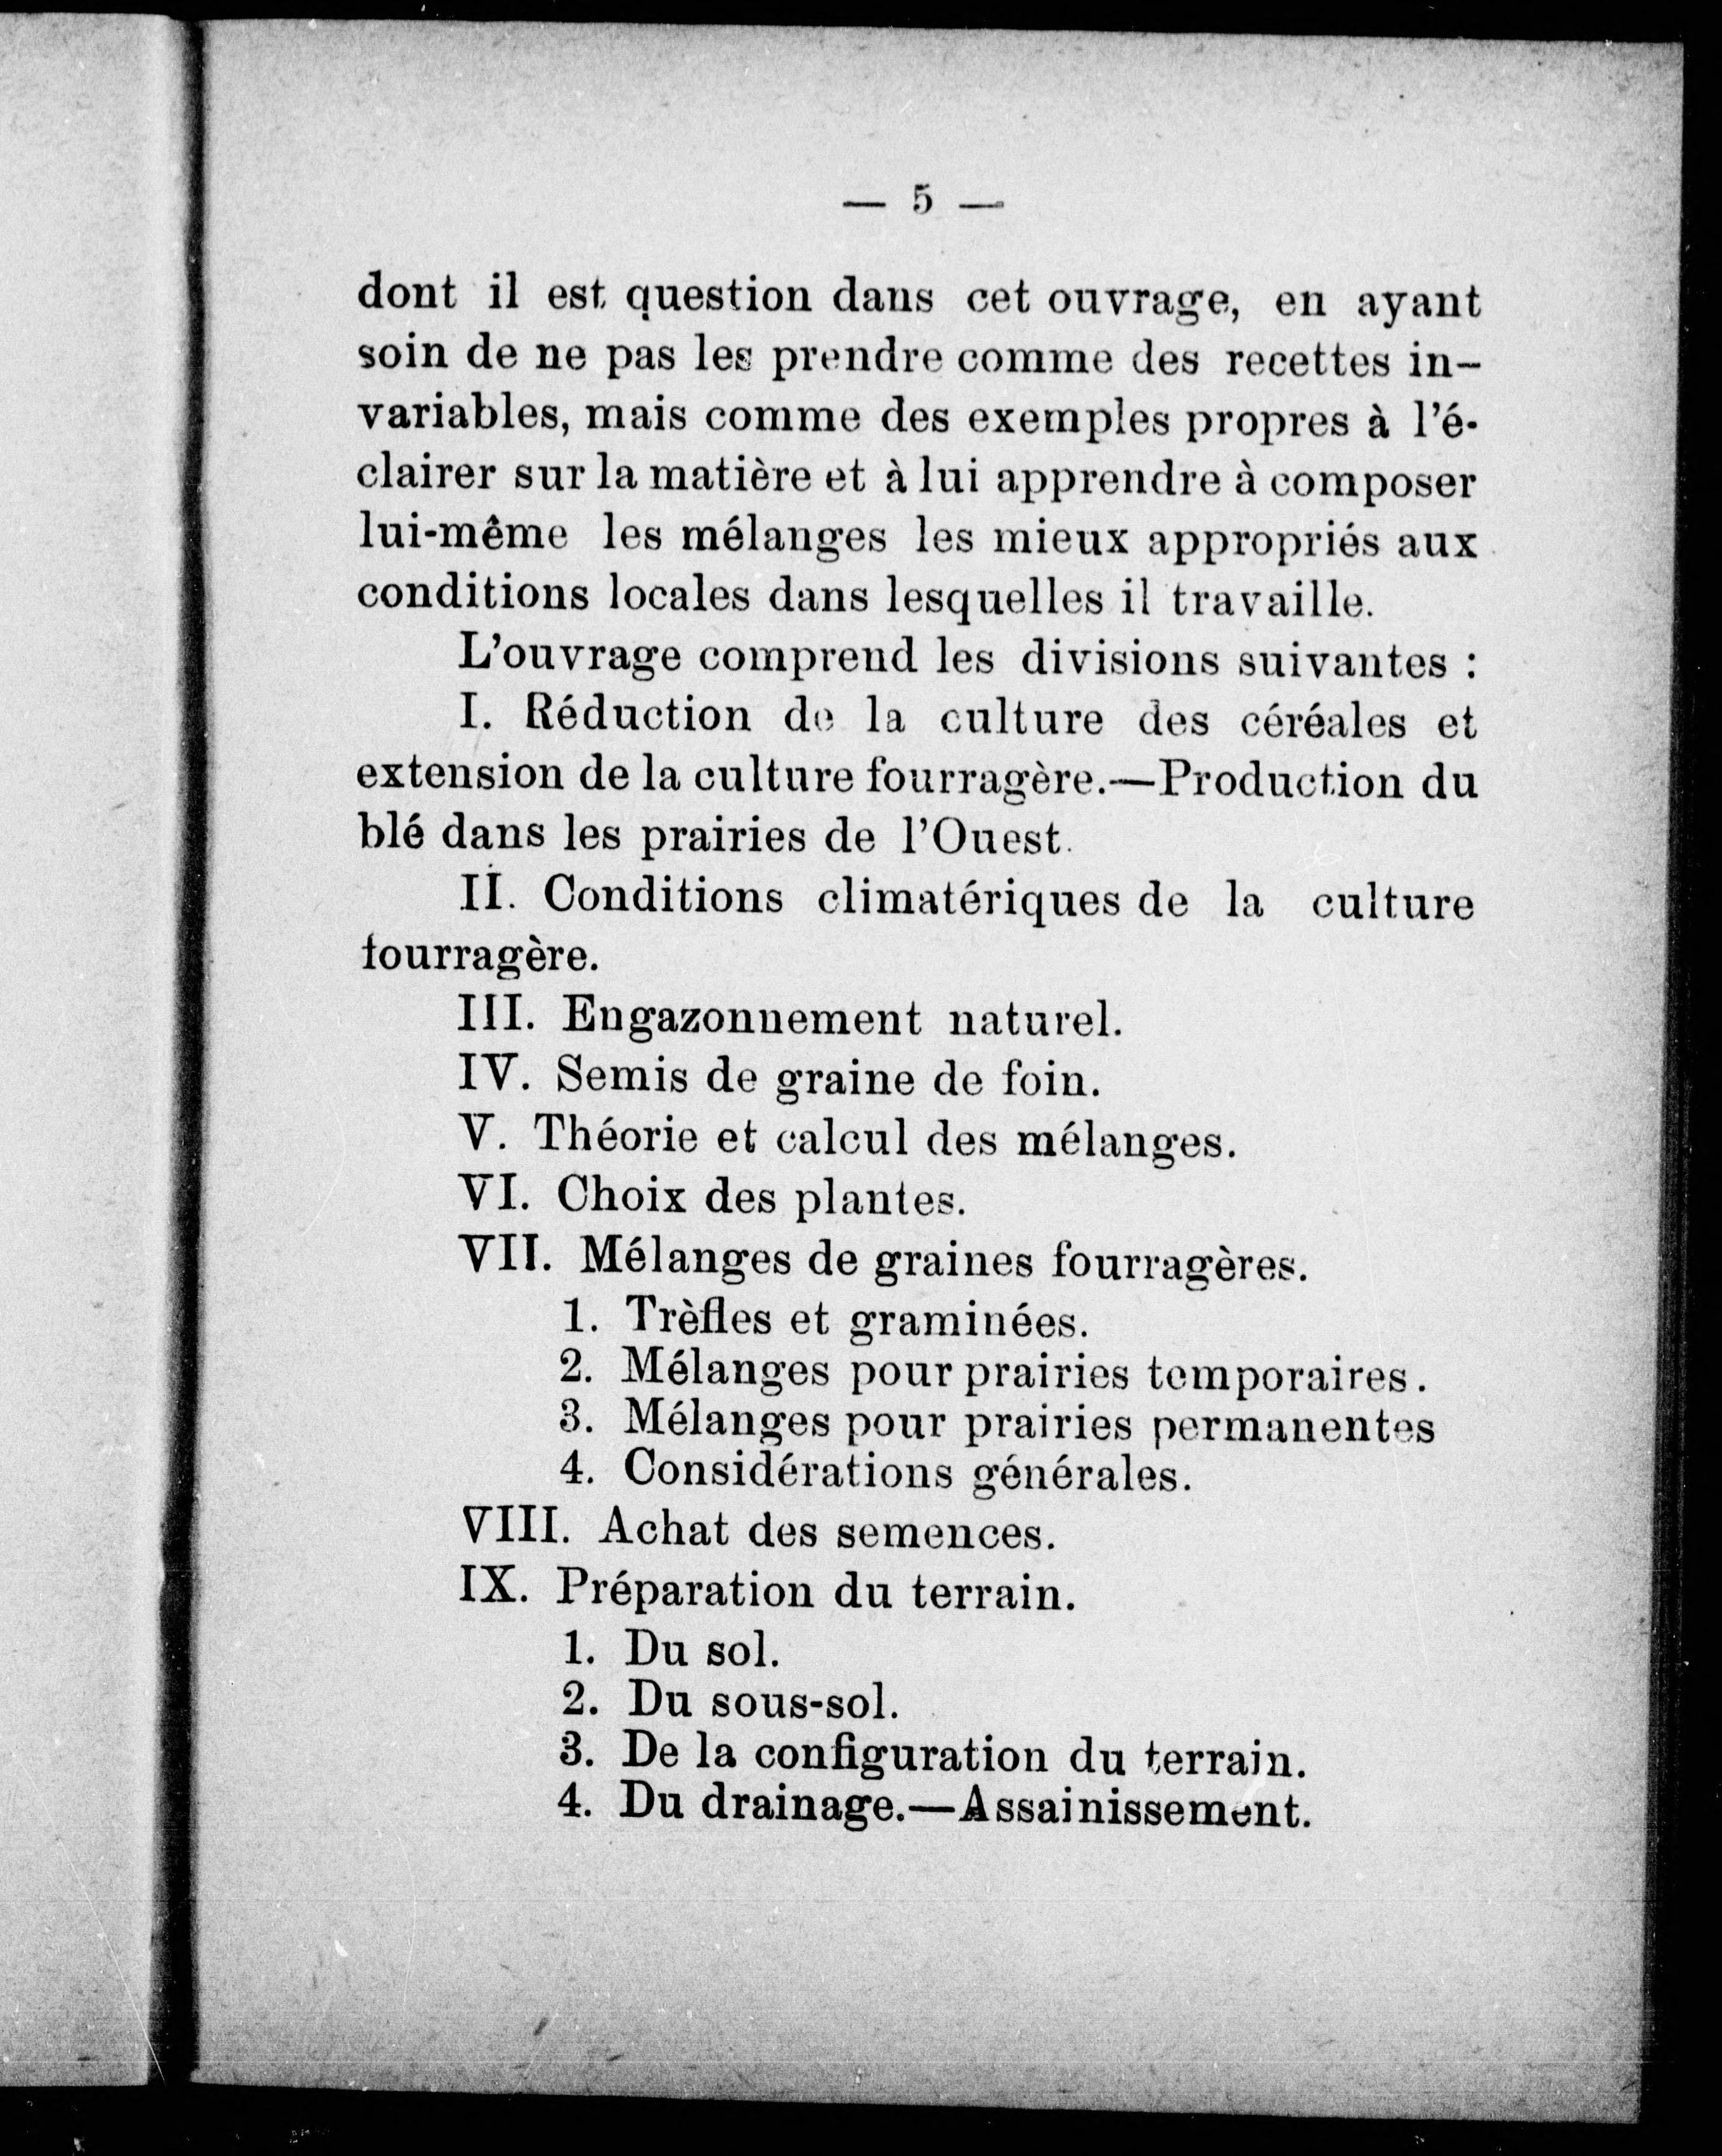 — 5 —
dont il est question dans cet ouvrage, en ayant
soin de ne pas les prendre comme des recettes in-
variables, mais comme des exemples propres à l'é-
clairer sur la matière et à lui apprendre à composer
lui-même les mélanges les mieux appropriés aux
conditions locales dans lesquelles il travaille.
L'ouvrage comprend les divisions suivantes :
I. Réduction de la culture des céréales et
extension de la culture fourragère.—Production du
blé dans les prairies de l'Ouest.
II. Conditions climatériques de la culture
fourragère.
III. Engazonnement naturel.
IV. Semis de graine de foin.
V. Théorie et calcul des mélanges.
VI. Choix des plantes.
VII. Mélanges de graines fourragères.
1. Trèfles et graminées.
2. Mélanges pour prairies temporaires.
3. Mélanges pour prairies permanentes
4. Considérations générales.
VIII. Achat des semences.
IX. Préparation du terrain.
1. Du sol.
2. Du sous-sol.
3. De la configuration du terrain.
4. Du drainage.—Assainissement.